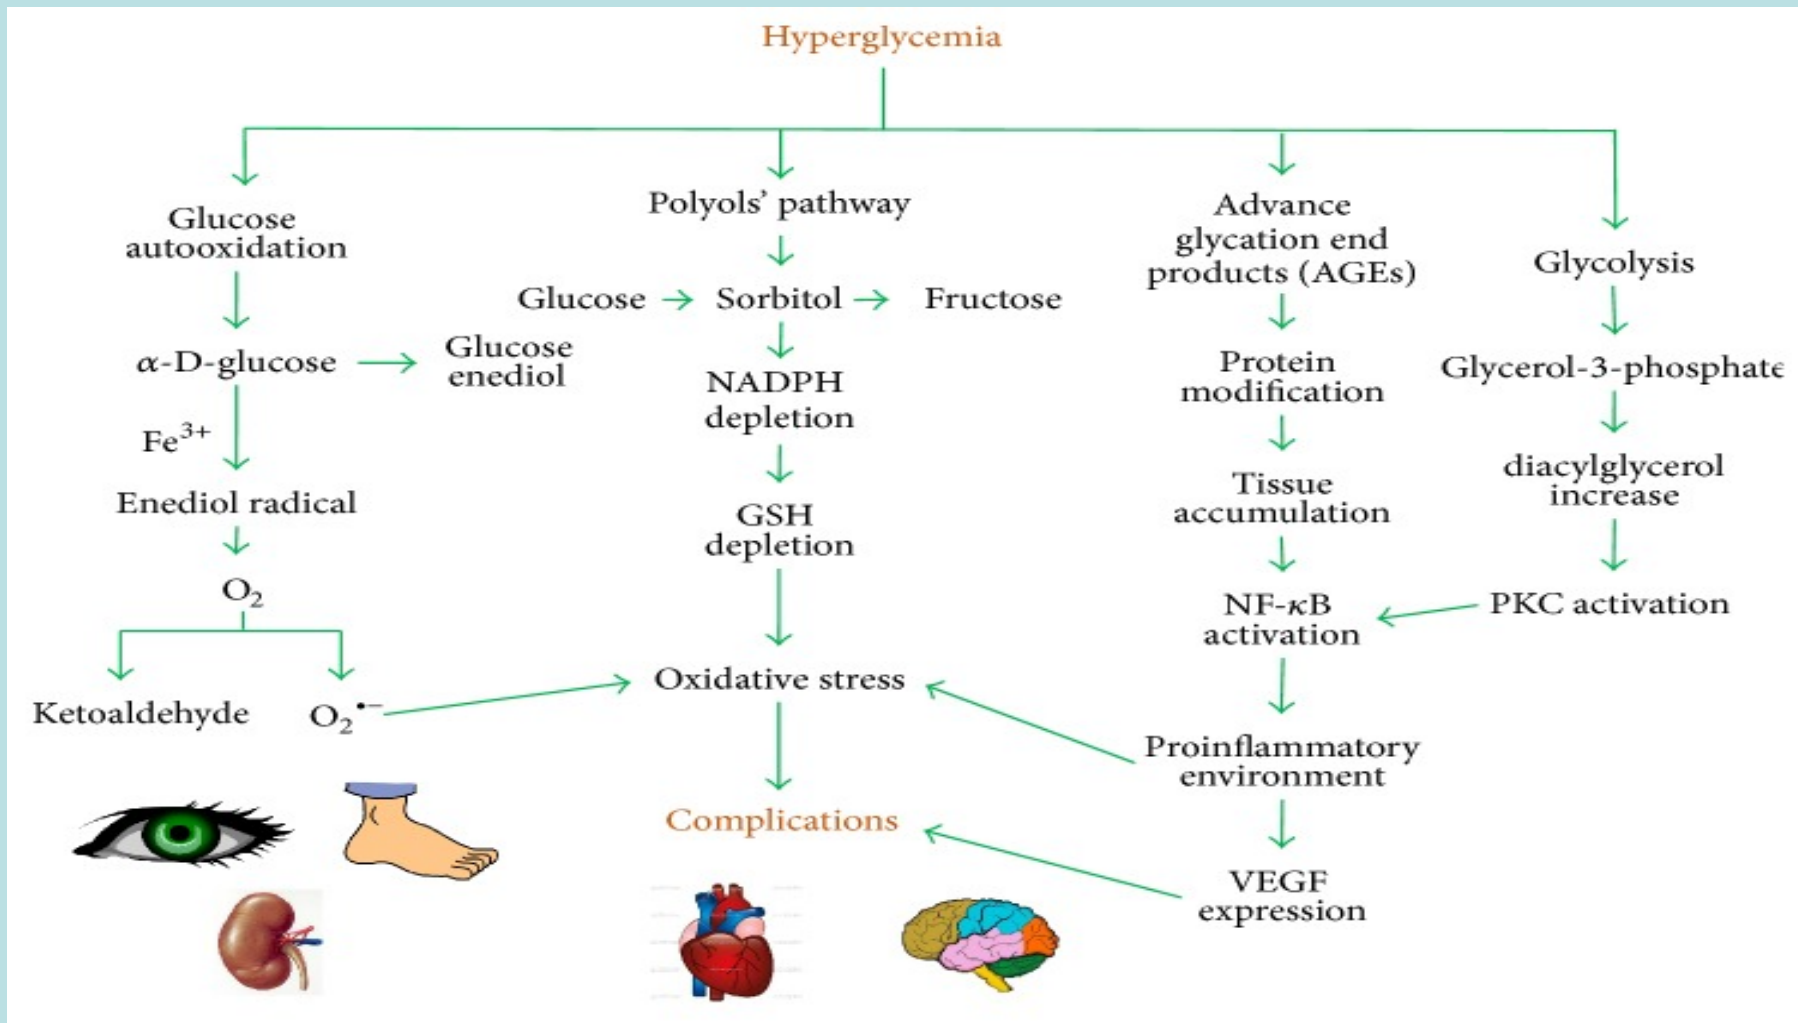 Hyperglycemia
Glucose
autooxidation
α-D-glucose
Glucose
enediol
Fe³⁺
Enediol radical
O₂
Ketoaldehyde
O₂•−
Polyols’ pathway
Glucose
Sorbitol
Fructose
NADPH
depletion
GSH
depletion
Oxidative stress
Complications
Advance
glycation end
products (AGEs)
Protein
modification
Tissue
accumulation
NF-κB
activation
Proinflammatory
environment
VEGF
expression
Glycolysis
Glycerol-3-phosphate
diacylglycerol
increase
PKC activation